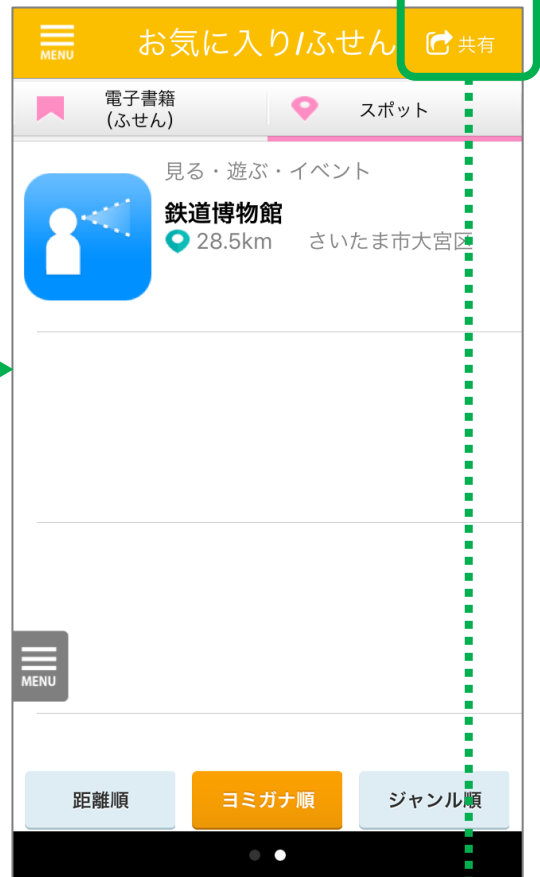 MENU
お気に入り/ふせん
共有
電子書籍
(ふせん)
スポット
見る・遊ぶ・イベント
鉄道博物館
28.5km さいたま市大宮区
MENU
距離順
ヨミガナ順
ジャンル順